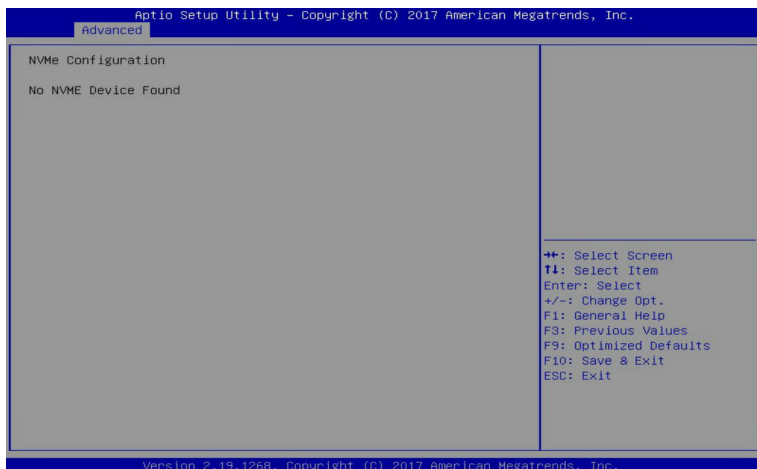 Aptio Setup Utility – Copyright (C) 2017 American Megatrends, Inc.
Advanced
NVMe Configuration
No NVME Device Found
→←: Select Screen
↑↓: Select Item
Enter: Select
+/-: Change Opt.
F1: General Help
F3: Previous Values
F9: Optimized Defaults
F10: Save & Exit
ESC: Exit
Version 2.19.1268. Copyright (C) 2017 American Megatrends, Inc.